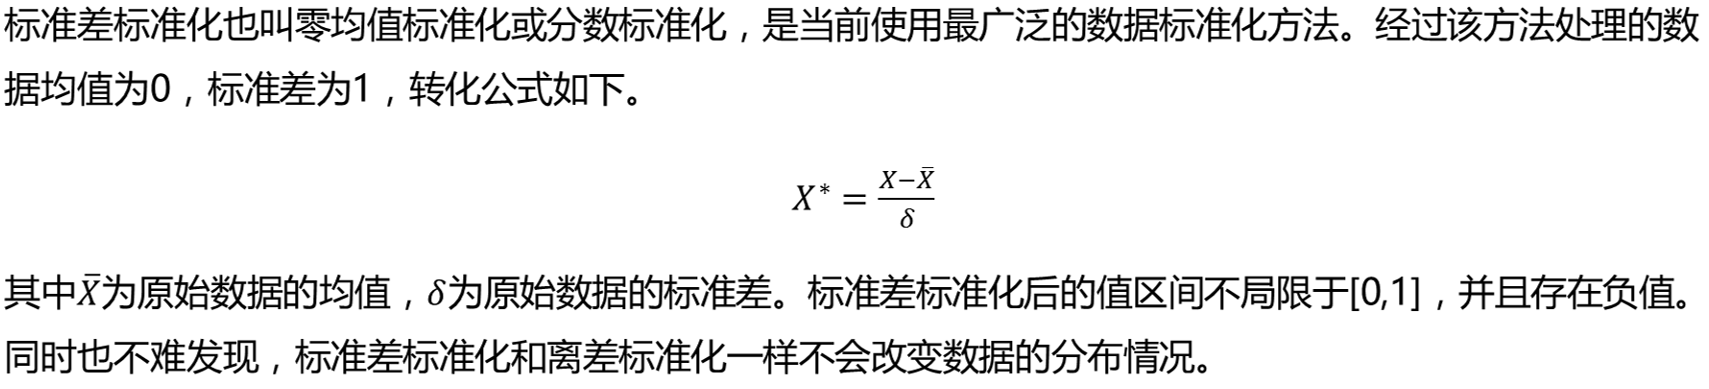 标准差标准化也叫零均值标准化或分数标准化，是当前使用最广泛的数据标准化方法。经过该方法处理的数
据均值为0，标准差为1，转化公式如下。
X* = (X−X̄)/δ
其中X̄为原始数据的均值，δ为原始数据的标准差。标准差标准化后的值区间不局限于[0,1]，并且存在负值。
同时也不难发现，标准差标准化和离差标准化一样不会改变数据的分布情况。